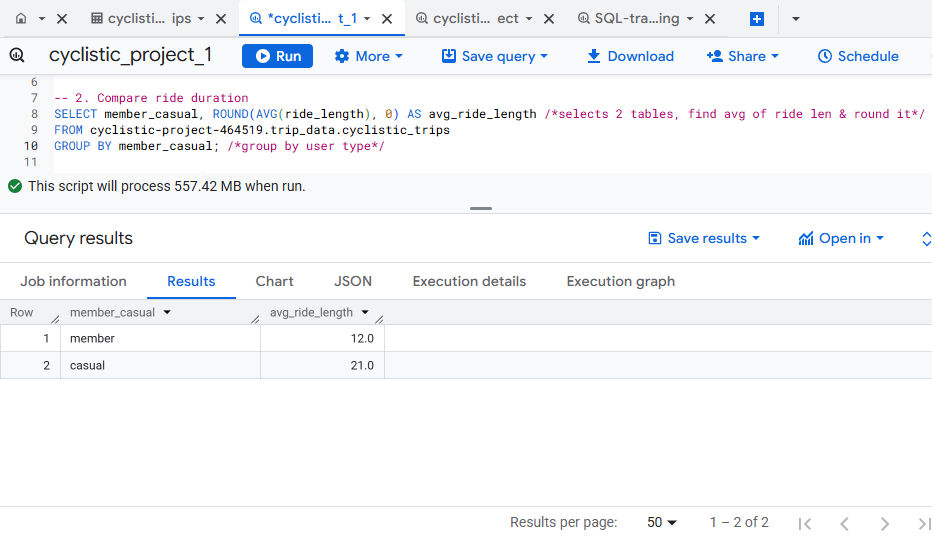 cyclistic... ips
*cyclisti... t_1
cyclisti... ect
SQL-tra...ing
cyclistic_project_1
Run
More
Save query
Download
Share
Schedule
6
7 -- 2. Compare ride duration
8 SELECT member_casual, ROUND(AVG(ride_length), 0) AS avg_ride_length /*selects 2 tables, find avg of ride len & round it*/
9 FROM cyclistic-project-464519.trip_data.cyclistic_trips
10 GROUP BY member_casual; /*group by user type*/
11
This script will process 557.42 MB when run.
Query results
Save results
Open in
Job information Results Chart JSON Execution details Execution graph
Row member_casual avg_ride_length
1 member 12.0
2 casual 21.0
Results per page: 50 1 – 2 of 2